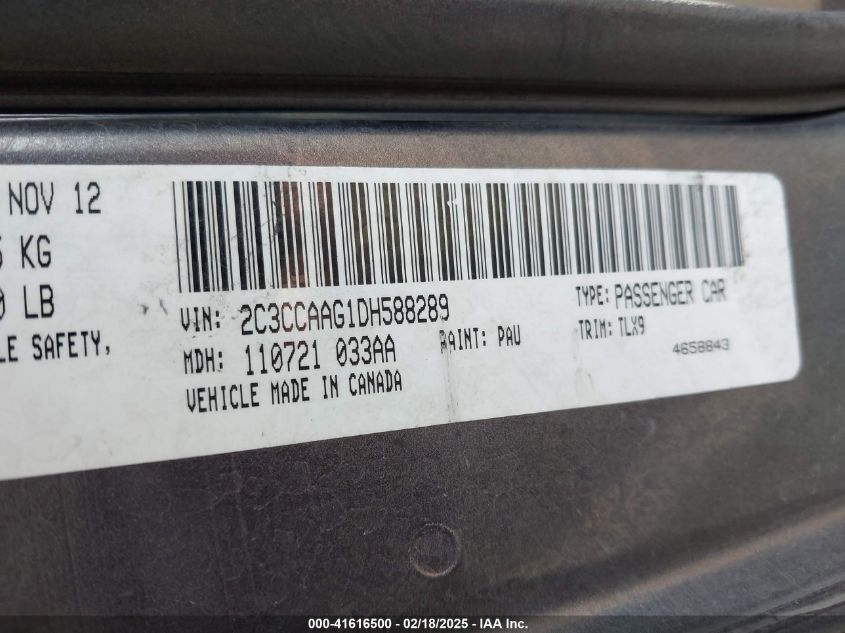 NOV 12
KG
LB
LE SAFETY,
VIN: 2C3CCAAG1DH588289
TYPE: PASSENGER CAR
MDH: 110721 033AA
PAINT: PAU
TRIM: TLX9
VEHICLE MADE IN CANADA
4658843
000-41616500 - 02/18/2025 - IAA Inc.